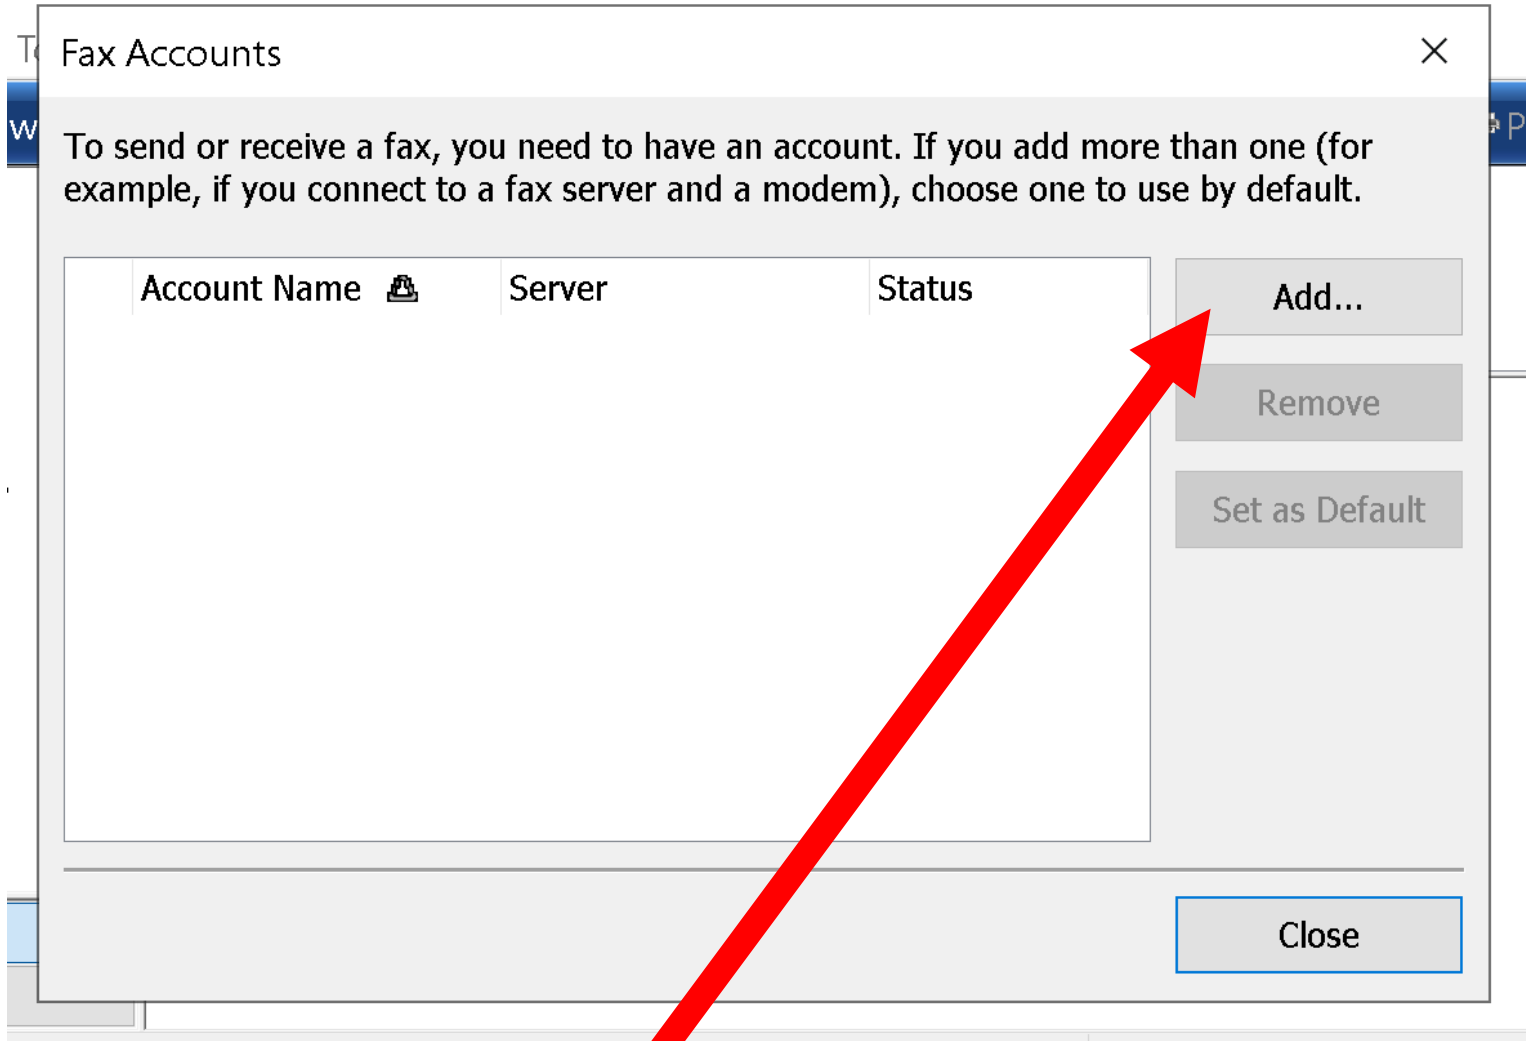 Fax Accounts
To send or receive a fax, you need to have an account. If you add more than one (for
example, if you connect to a fax server and a modem), choose one to use by default.
Account Name Server Status
Add...
Remove
Set as Default
Close